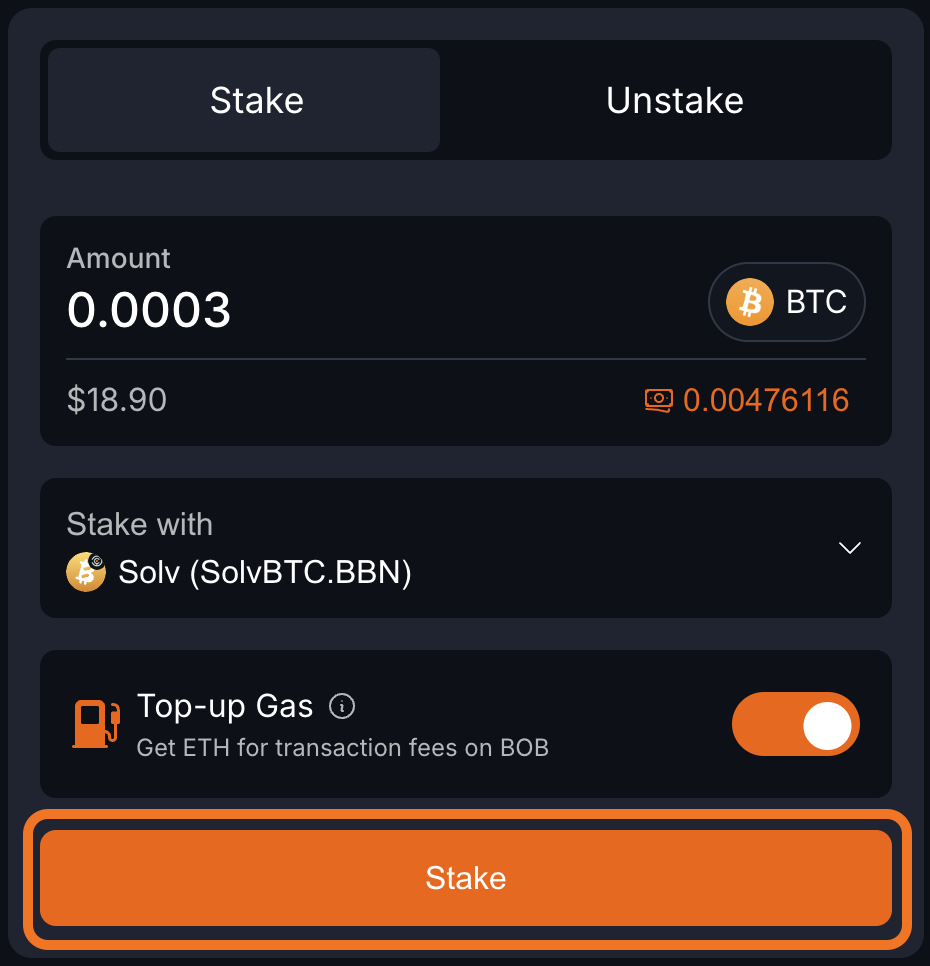 Stake
Unstake
Amount
0.0003
BTC
$18.90
0.00476116
Stake with
Solv (SolvBTC.BBN)
Top-up Gas
Get ETH for transaction fees on BOB
Stake